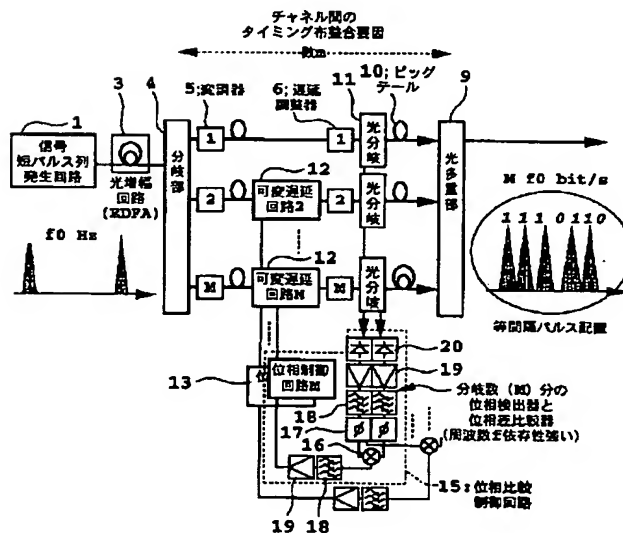 チャネル間の
タイミング布整合要因
数m
1
信号
短パルス列
発生回路
3
光増幅
回路
(EDFA)
4
分岐部
5;変調器
6;遅延
調整器
11
10;ピッグ
テール
9
光多重部
1
1
光分岐
2
12
可変遅延
回路2
2
光分岐
M
12
可変遅延
回路M
M
光分岐
f0 Hz
M f0 bit/s
1 1 1 0 1 1 0
等間隔パルス配置
13
位
位相制御
回路M
20
19
18
17
φ φ
16
分岐数(M)分の
位相検出器と
位相差比較器
(周波数f依存性強い)
19
18
15:位相比較
制御回路